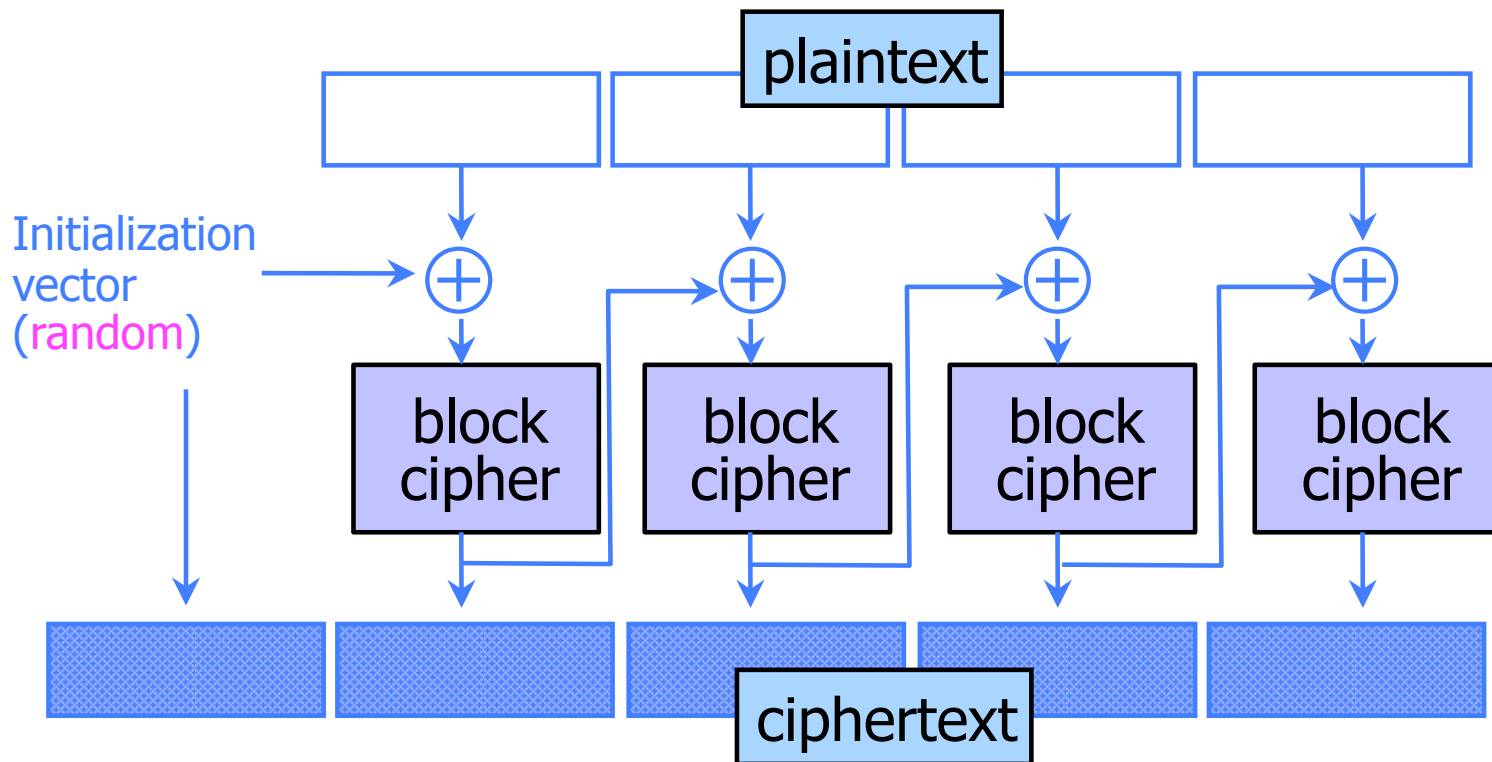 plaintext
Initialization
vector
(random)
block
cipher
block
cipher
block
cipher
block
cipher
ciphertext